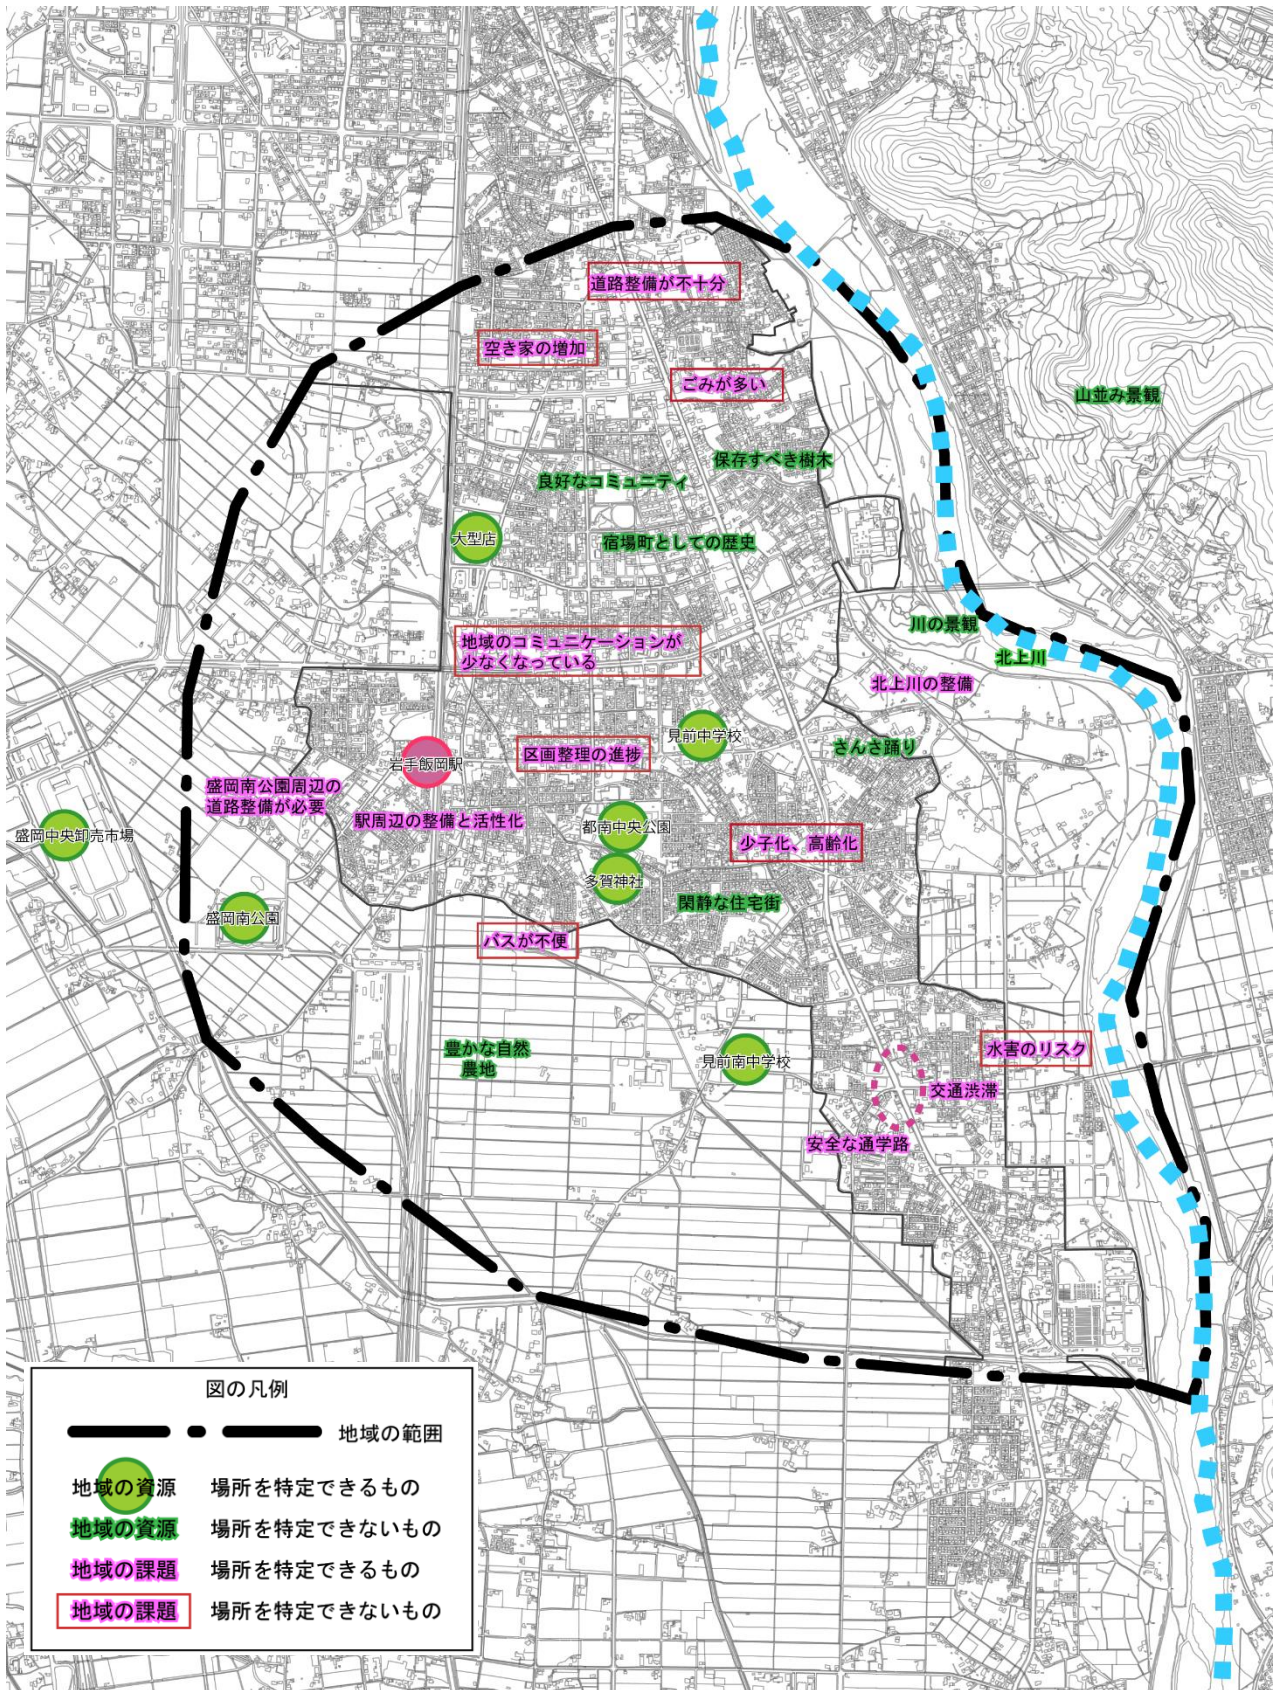 道路整備が不十分
空き家の増加
ごみが多い
山並み景観
保存すべき樹木
良好なコミュニティ
大型店
宿場町としての歴史
川の景観
地域のコミュニケーションが
少なくなっている
北上川
北上川の整備
見前中学校
さんさ踊り
区画整理の進捗
岩手飯岡駅
盛岡南公園周辺の
道路整備が必要
駅周辺の整備と活性化
都南中央公園
盛岡中央卸売市場
少子化、高齢化
多賀神社
閑静な住宅街
盛岡南公園
バスが不便
豊かな自然
農地
見前南中学校
水害のリスク
交通渋滞
安全な通学路
図の凡例
地域の範囲
地域の資源 場所を特定できるもの
地域の資源 場所を特定できないもの
地域の課題 場所を特定できるもの
地域の課題 場所を特定できないもの